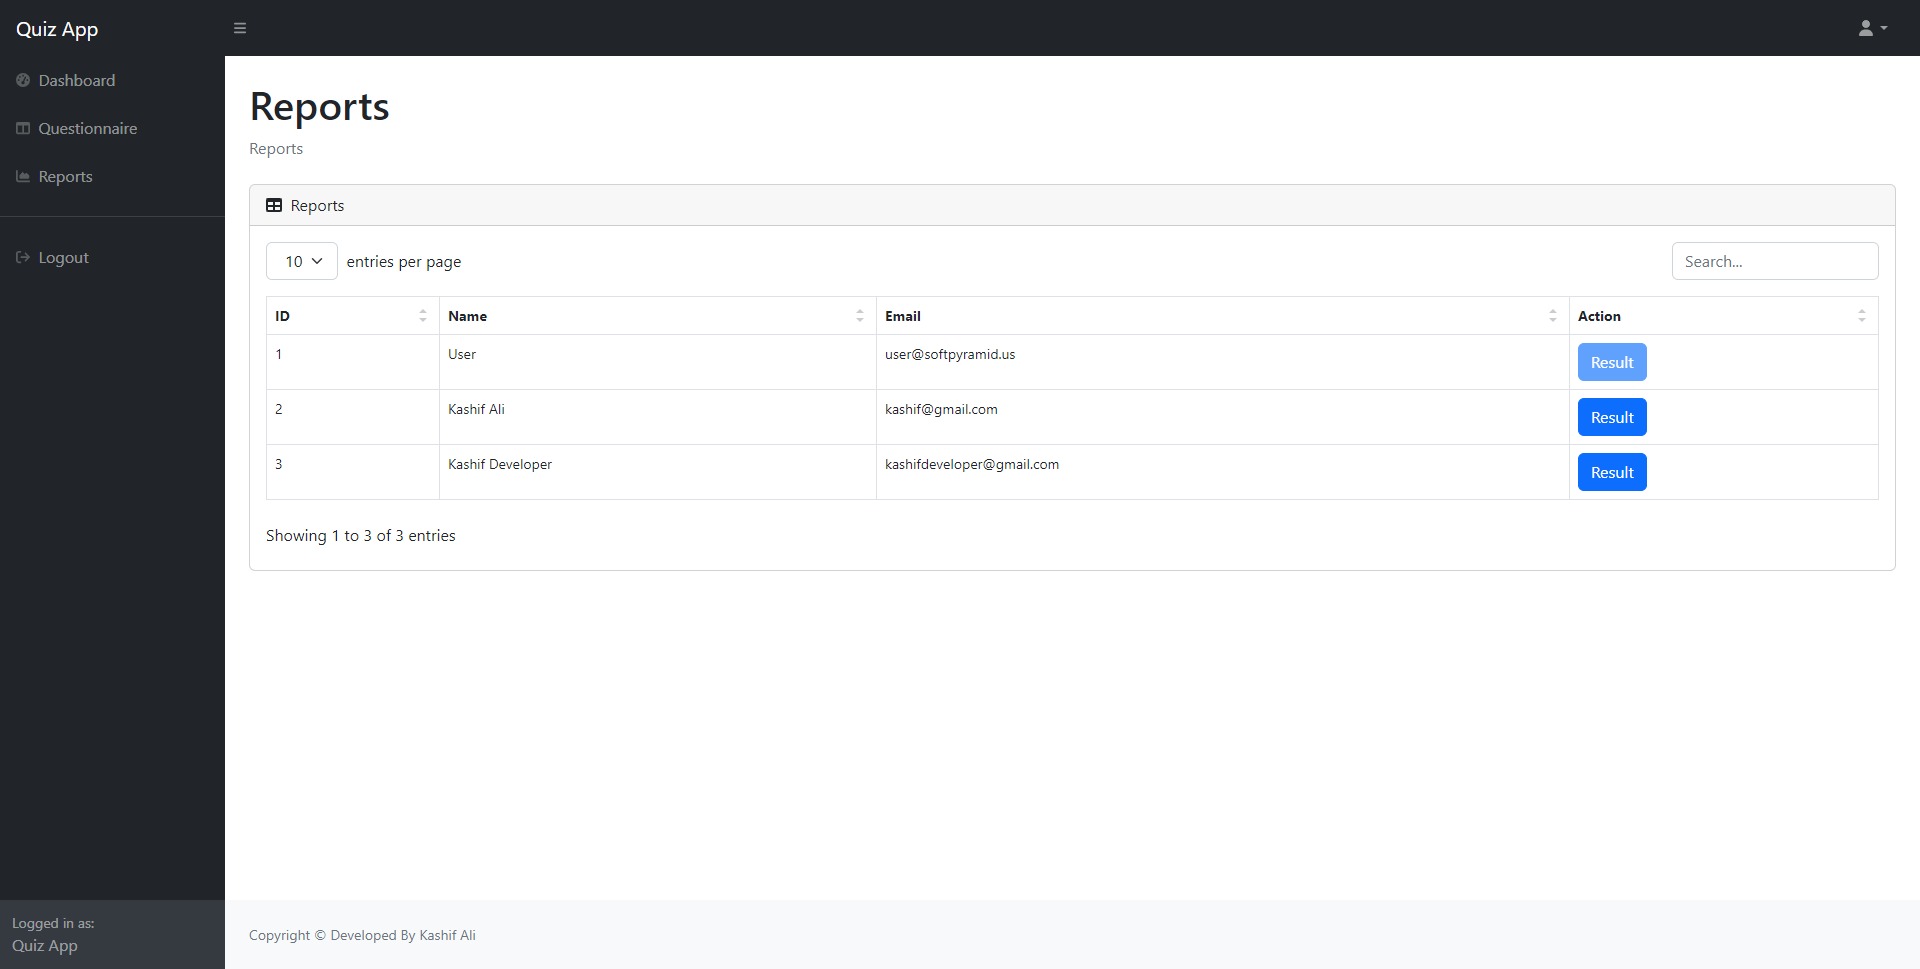 Quiz App
Dashboard
Questionnaire
Reports
Logout
Logged in as:
Quiz App
Reports
Reports
Reports
10 entries per page
Search...
ID Name Email Action
1 User user@softpyramid.us Result
2 Kashif Ali kashif@gmail.com Result
3 Kashif Developer kashifdeveloper@gmail.com Result
Showing 1 to 3 of 3 entries
Copyright © Developed By Kashif Ali